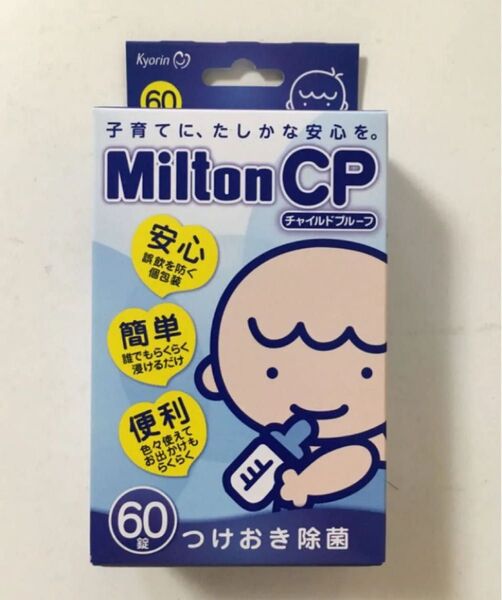 Kyorin
60
子育てに、たしかな安心を。
Milton CP
チャイルドプルーフ
安心
誤飲を防ぐ
個包装
簡単
誰でもらくらく
浸けるだけ
便利
色々使えて
お出かけも
らくらく
60
錠
つけおき除菌